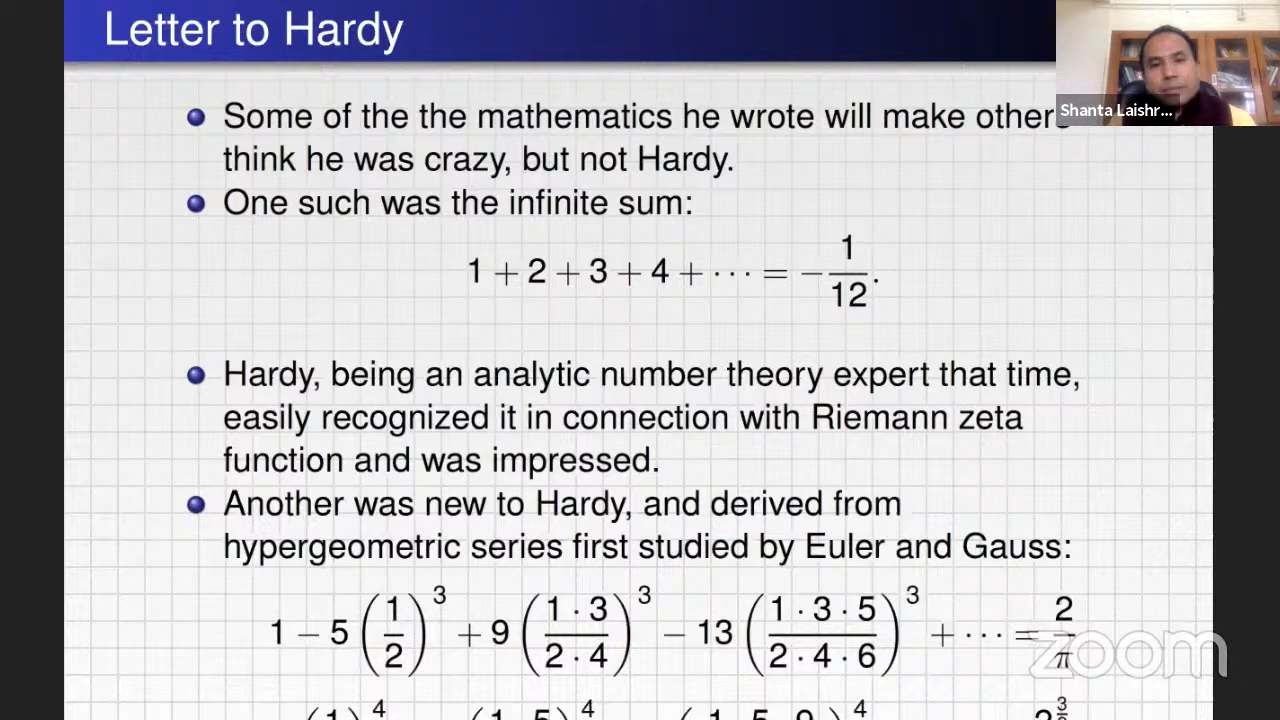 Letter to Hardy
Shanta Laishr...
Some of the the mathematics he wrote will make others
think he was crazy, but not Hardy.
One such was the infinite sum:
1 + 2 + 3 + 4 + ··· = −1/12.
Hardy, being an analytic number theory expert that time,
easily recognized it in connection with Riemann zeta
function and was impressed.
Another was new to Hardy, and derived from
hypergeometric series first studied by Euler and Gauss:
1 − 5(1/2)³ + 9(1·3/2·4)³ − 13(1·3·5/2·4·6)³ + ··· = 2/π
zoom